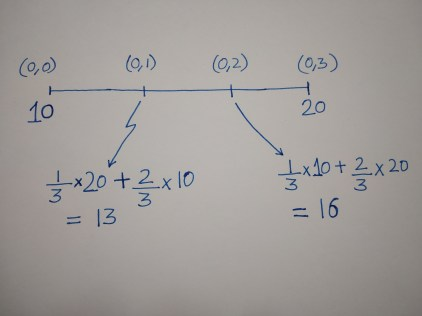 (0,0) (0,1) (0,2) (0,3)
10 20
1/3 ×20 + 2/3 ×10
= 13
1/3 ×10 + 2/3 ×20
= 16